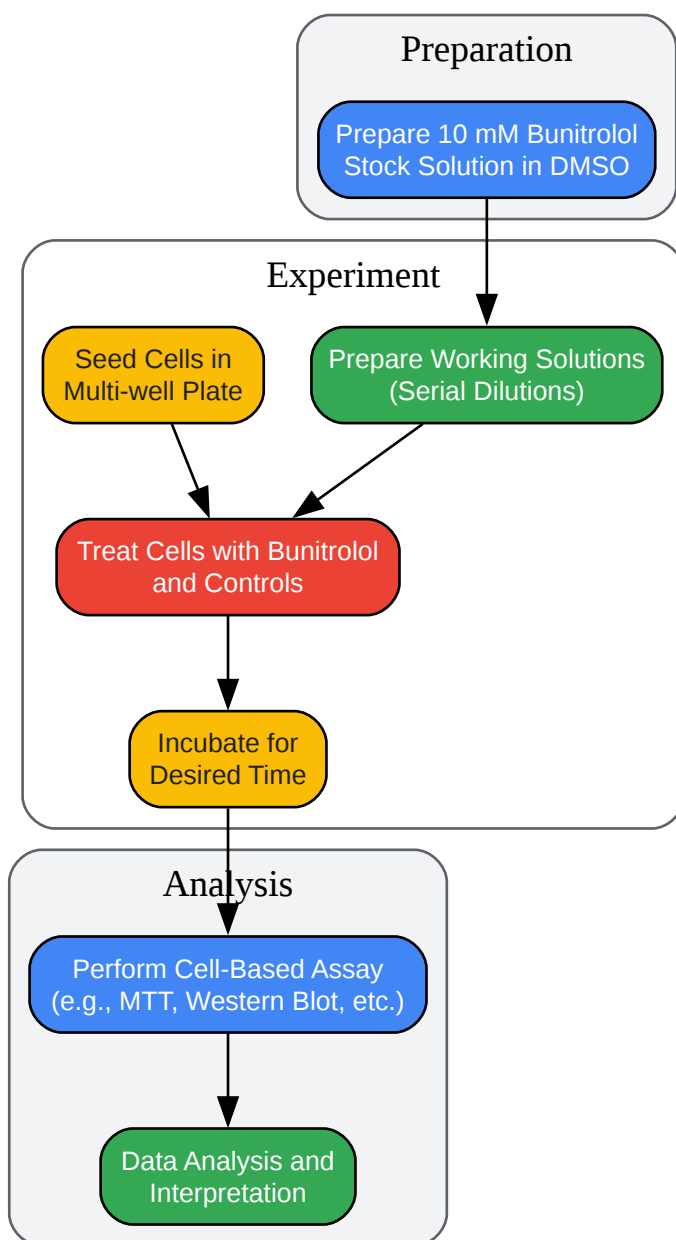 Preparation
Prepare 10 mM Bunitrolol
Stock Solution in DMSO
Experiment
Seed Cells in
Multi-well Plate
Prepare Working Solutions
(Serial Dilutions)
Treat Cells with Bunitrolol
and Controls
Incubate for
Desired Time
Analysis
Perform Cell-Based Assay
(e.g., MTT, Western Blot, etc.)
Data Analysis and
Interpretation